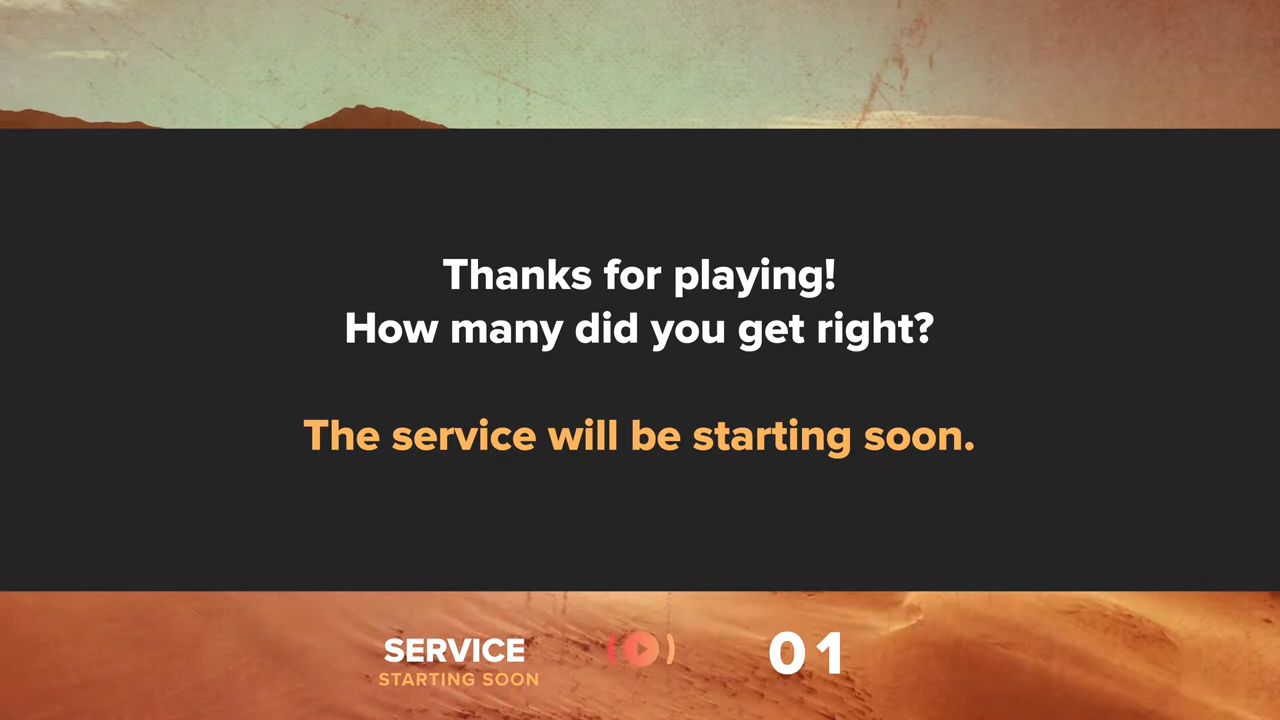 Thanks for playing!
How many did you get right?
The service will be starting soon.
SERVICE
STARTING SOON
01